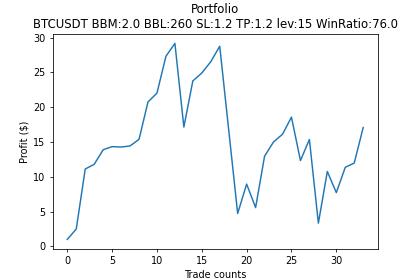 Portfolio
BTCUSDT BBM:2.0 BBL:260 SL:1.2 TP:1.2 lev:15 WinRatio:76.0
30
25
20
15
10
5
0
Profit ($)
0 5 10 15 20 25 30
Trade counts